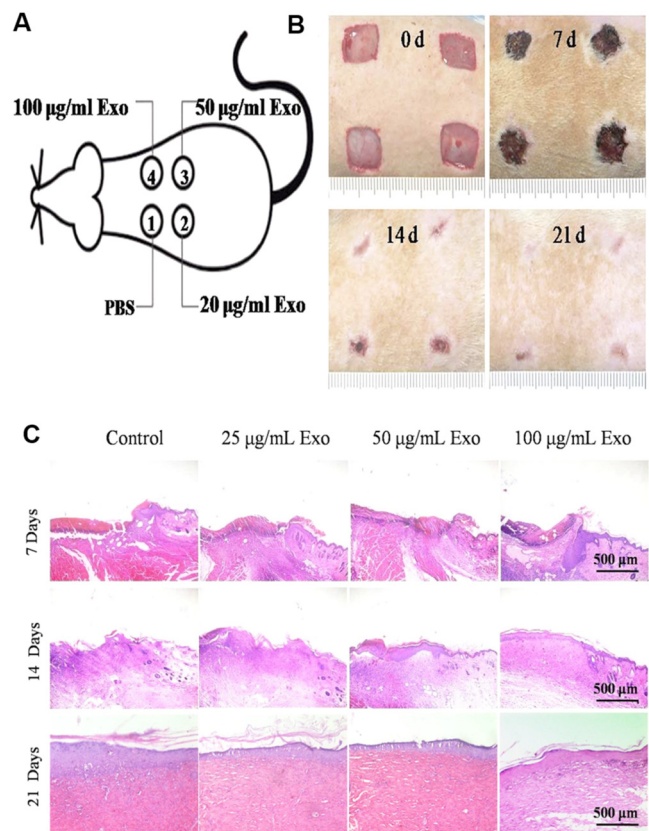 A
100 μg/ml Exo
50 μg/ml Exo
4
3
1
2
PBS
20 μg/ml Exo
B
0 d
7 d
14 d
21 d
C
Control
25 μg/mL Exo
50 μg/mL Exo
100 μg/mL Exo
7 Days
500 μm
14 Days
500 μm
21 Days
500 μm